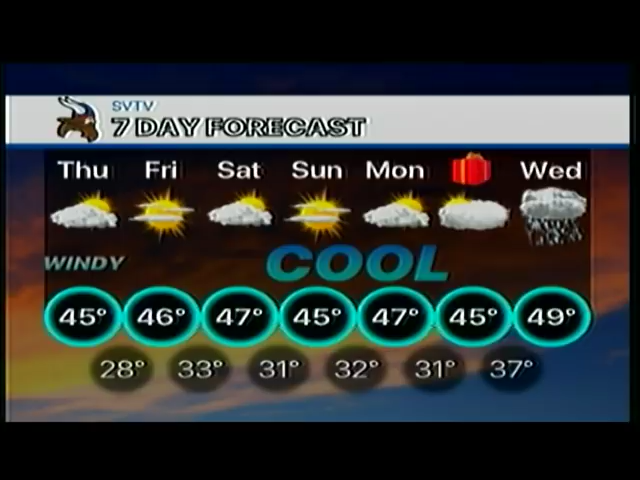 SVTV
7 DAY FORECAST
Thu Fri Sat Sun Mon Wed
WINDY COOL
45° 46° 47° 45° 47° 45° 49°
28° 33° 31° 32° 31° 37°